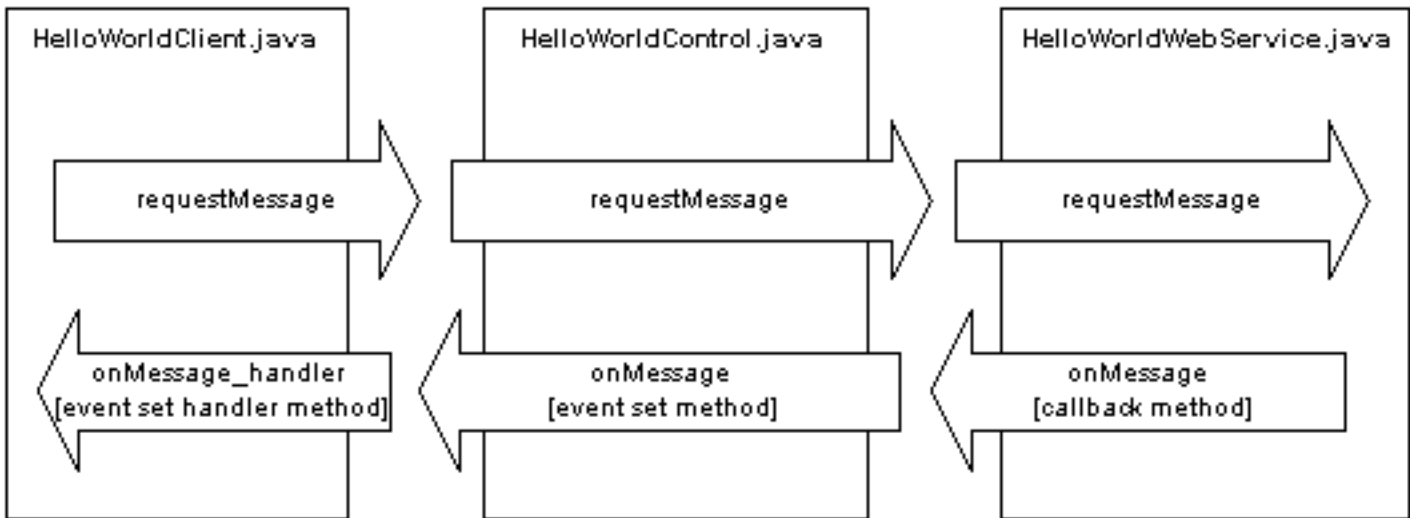 HelloWorldClient.java
HelloWorldControl.java
HelloWorldWebService.java
requestMessage
requestMessage
requestMessage
onMessage_handler
[event set handler method]
onMessage
[event set method]
onMessage
[callback method]